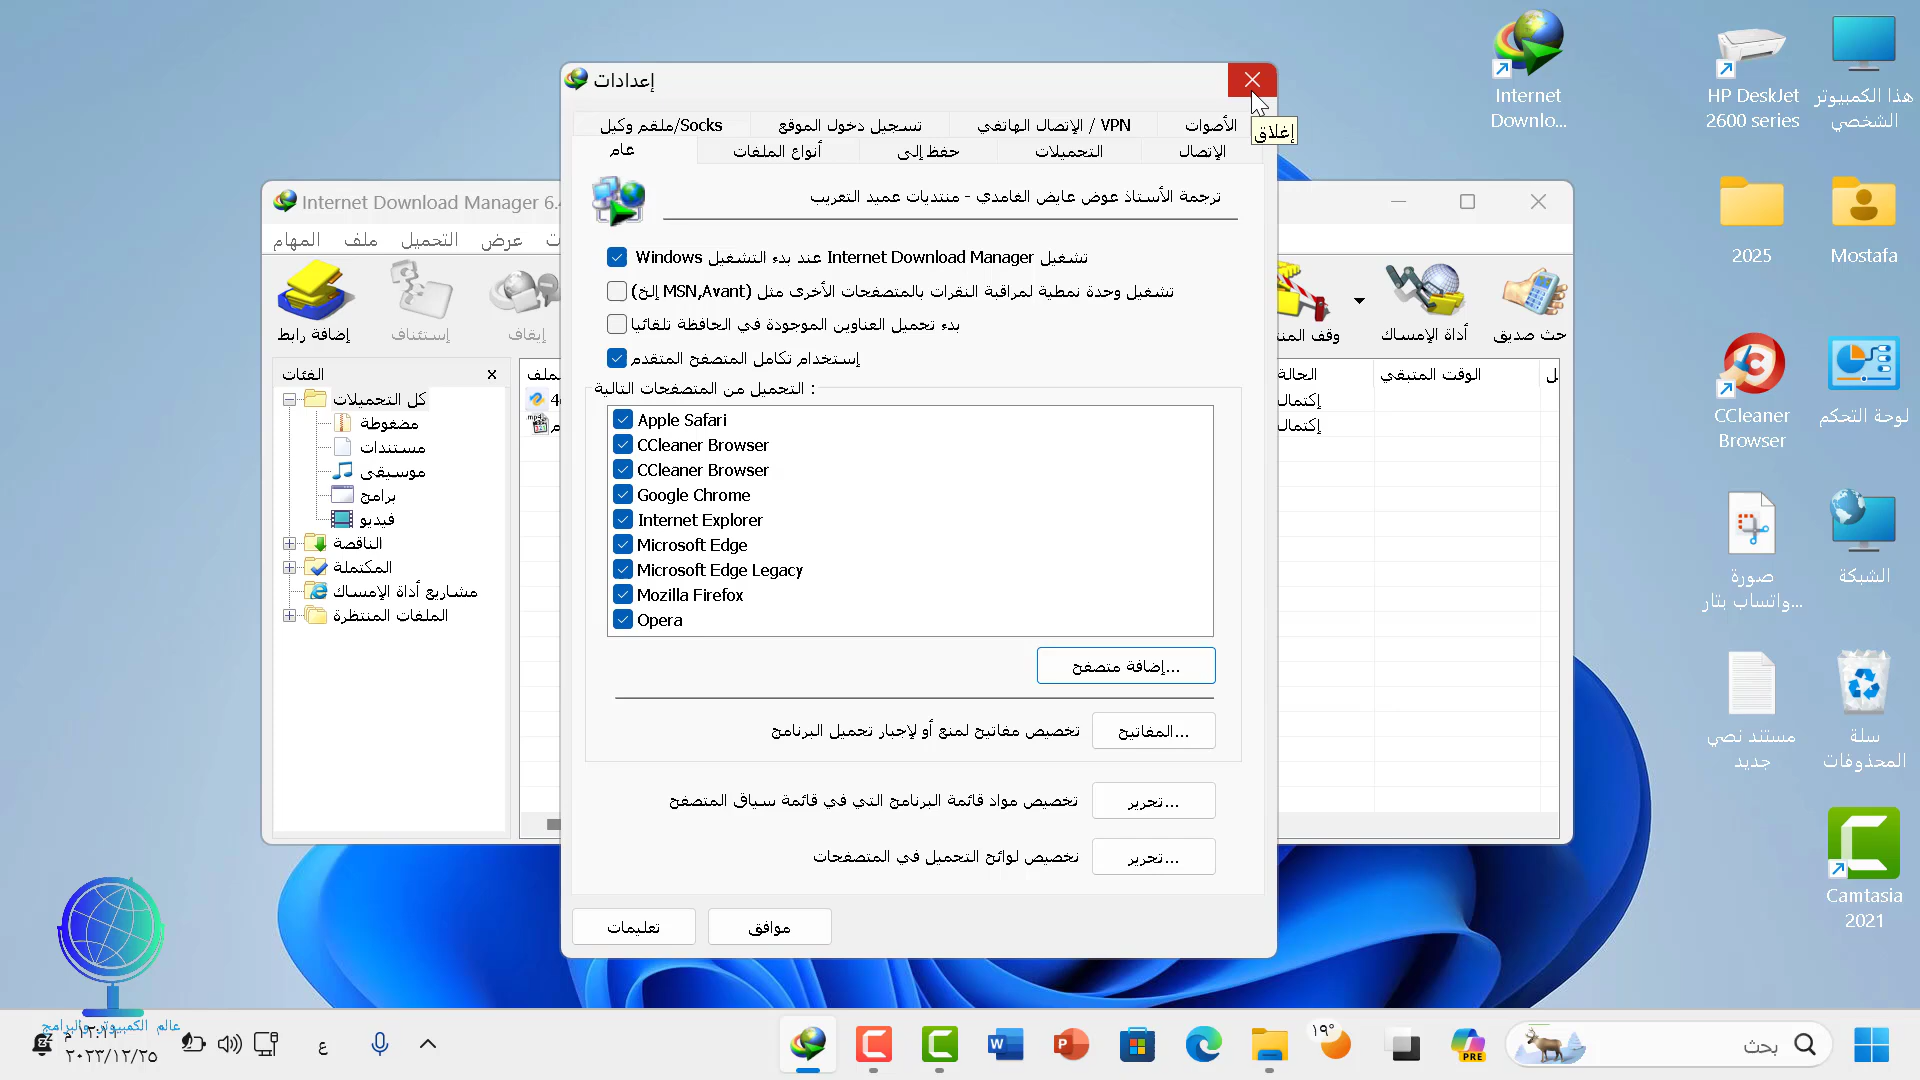 إعدادات
إغلاق
الأصوات
VPN / الإتصال الهاتفي
تسجيل دخول الموقع
Socks/ملقم وكيل
الإتصال
التحميلات
حفظ إلى
أنواع الملفات
عام
ترجمة الأستاذ عوض عايض الغامدي - منتديات عميد التعريب
تشغيل Internet Download Manager عند بدء التشغيل Windows
تشغيل وحدة نمطية لمراقبة النقرات بالمتصفحات الأخرى مثل (MSN,Avant إلخ)
بدء تحميل العناوين الموجودة في الحافظة تلقائيا
إستخدام تكامل المتصفح المتقدم
التحميل من المتصفحات التالية :
Apple Safari
CCleaner Browser
CCleaner Browser
Google Chrome
Internet Explorer
Microsoft Edge
Microsoft Edge Legacy
Mozilla Firefox
Opera
إضافة متصفح...
تخصيص مفاتيح لمنع أو لإجبار تحميل البرنامج
المفاتيح...
تخصيص مواد قائمة البرنامج التي في قائمة سياق المتصفح
تحرير...
تخصيص لوائح التحميل في المتصفحات
تحرير...
تعليمات
موافق
Internet Download Manager 6.
المهام
ملف
التحميل
عرض
إضافة رابط
إستئناف
إيقاف
أداة الإمساك
حث صديق
الفئات
كل التحميلات
مضغوطة
مستندات
موسيقى
برامج
فيديو
الناقصة
المكتملة
مشاريع أداة الإمساك
الملفات المنتظرة
الحالة
الوقت المتبقي
Internet
Downlo...
HP DeskJet
2600 series
هذا الكمبيوتر
الشخصي
2025
Mostafa
CCleaner
Browser
لوحة التحكم
صورة
واتساب بتار...
الشبكة
مستند نصي
جديد
سلة
المحذوفات
Camtasia
2021
عالم الكمبيوتر والبرامج
٢٠٢٣/١٢/٢٥
ع
١٩°
PRE
بحث